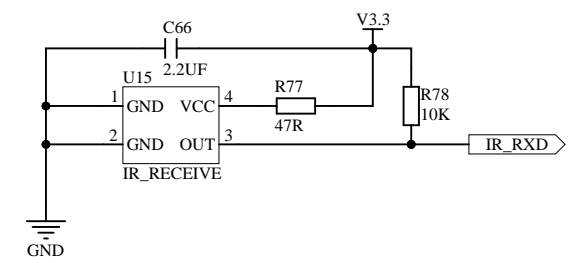 V3.3
C66
2.2UF
U15
R77
1 GND VCC 4
47R
R78
10K
2 GND OUT 3
IR_RXD
IR_RECEIVE
GND